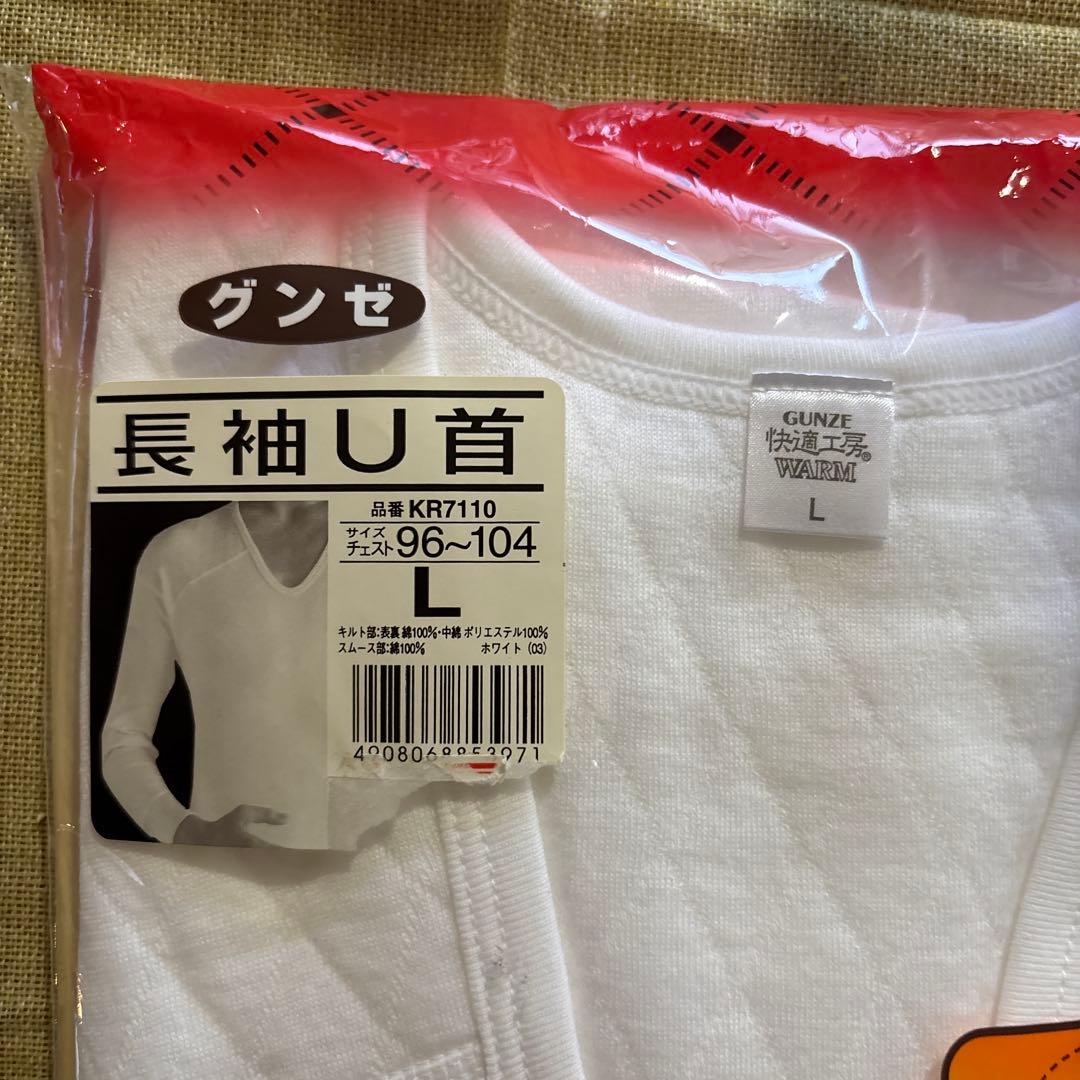 グンゼ
長袖U首
品番 KR7110
サイズ
チェスト 96~104
L
キルト部:表裏 綿100%・中綿 ポリエステル100%
スムース部:綿100% ホワイト(03)
4908068853971
GUNZE
快適工房®
WARM
L